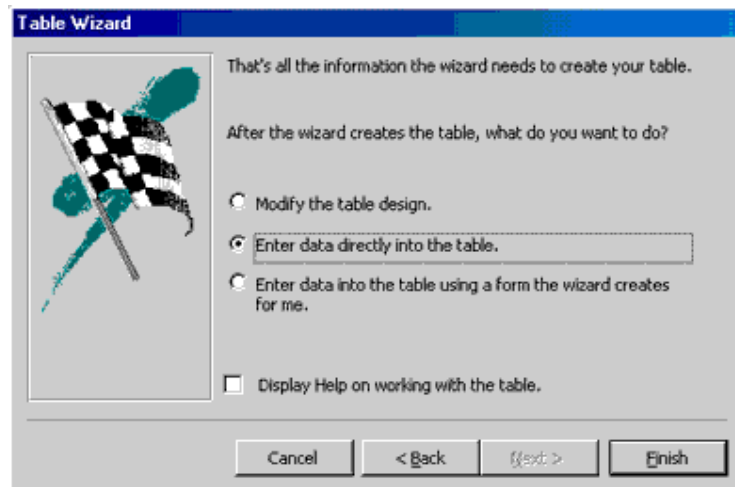 Table Wizard
That's all the information the wizard needs to create your table.
After the wizard creates the table, what do you want to do?
Modify the table design.
Enter data directly into the table.
Enter data into the table using a form the wizard creates
for me.
Display Help on working with the table.
Cancel
< Back
Next >
Finish